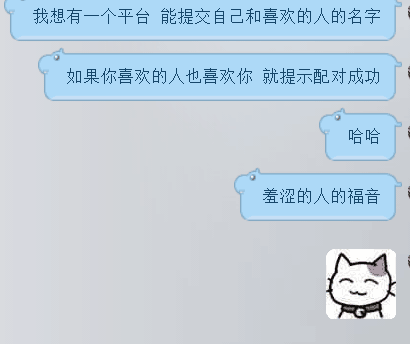 我想有一个平台 能提交自己和喜欢的人的名字
如果你喜欢的人也喜欢你 就提示配对成功
哈哈
羞涩的人的福音